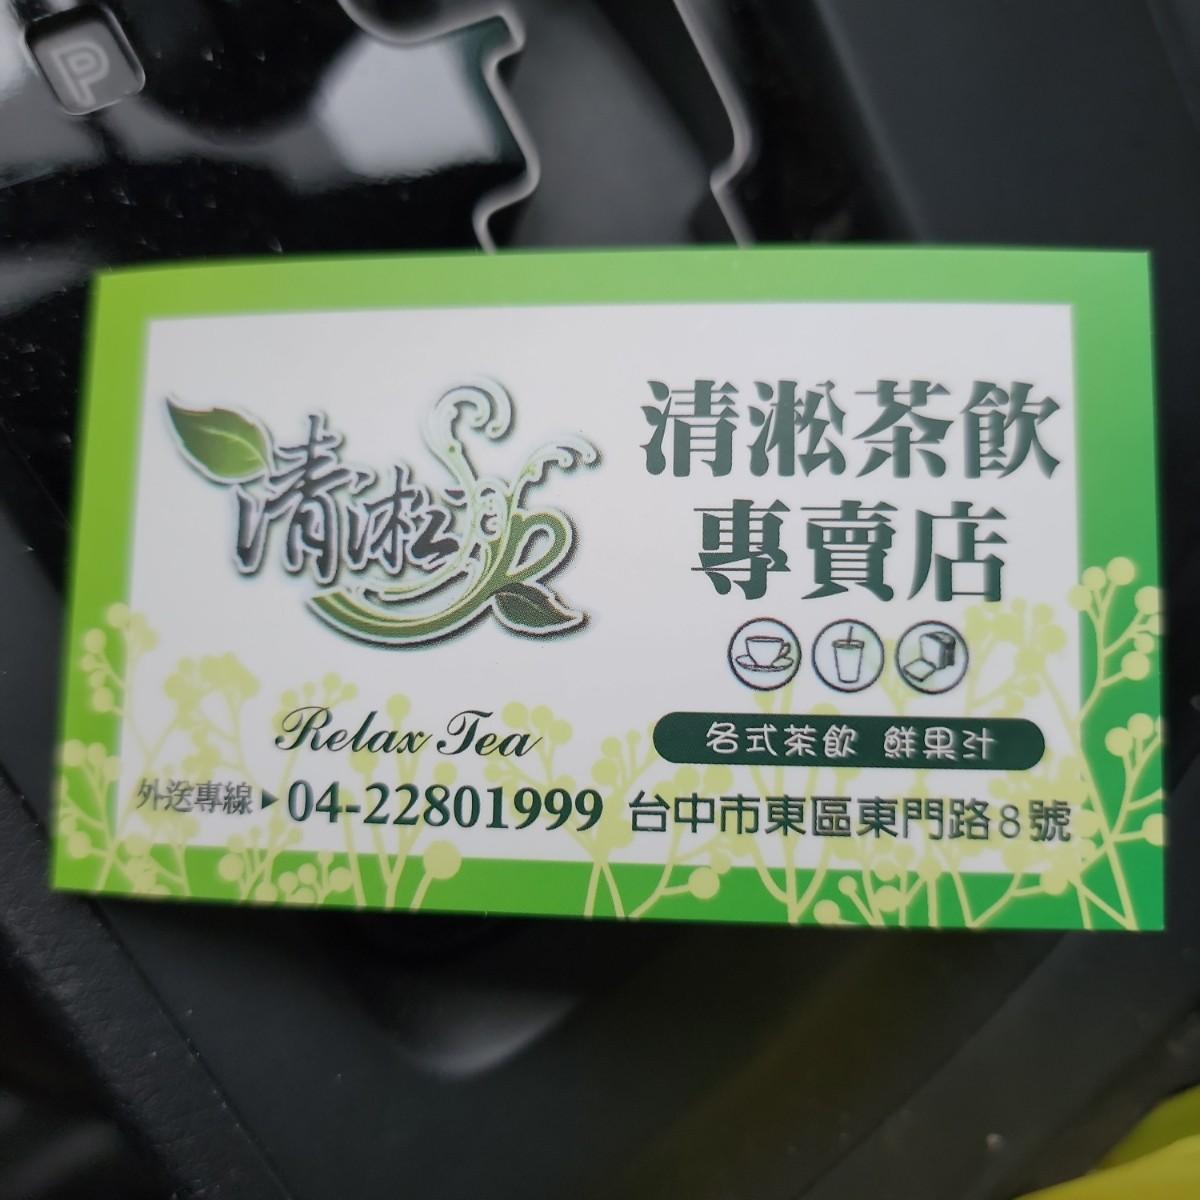 P
清淞
Relax Tea
外送專線▸04-22801999
清淞茶飲
專賣店
各式茶飲 鮮果汁
台中市東區東門路8號